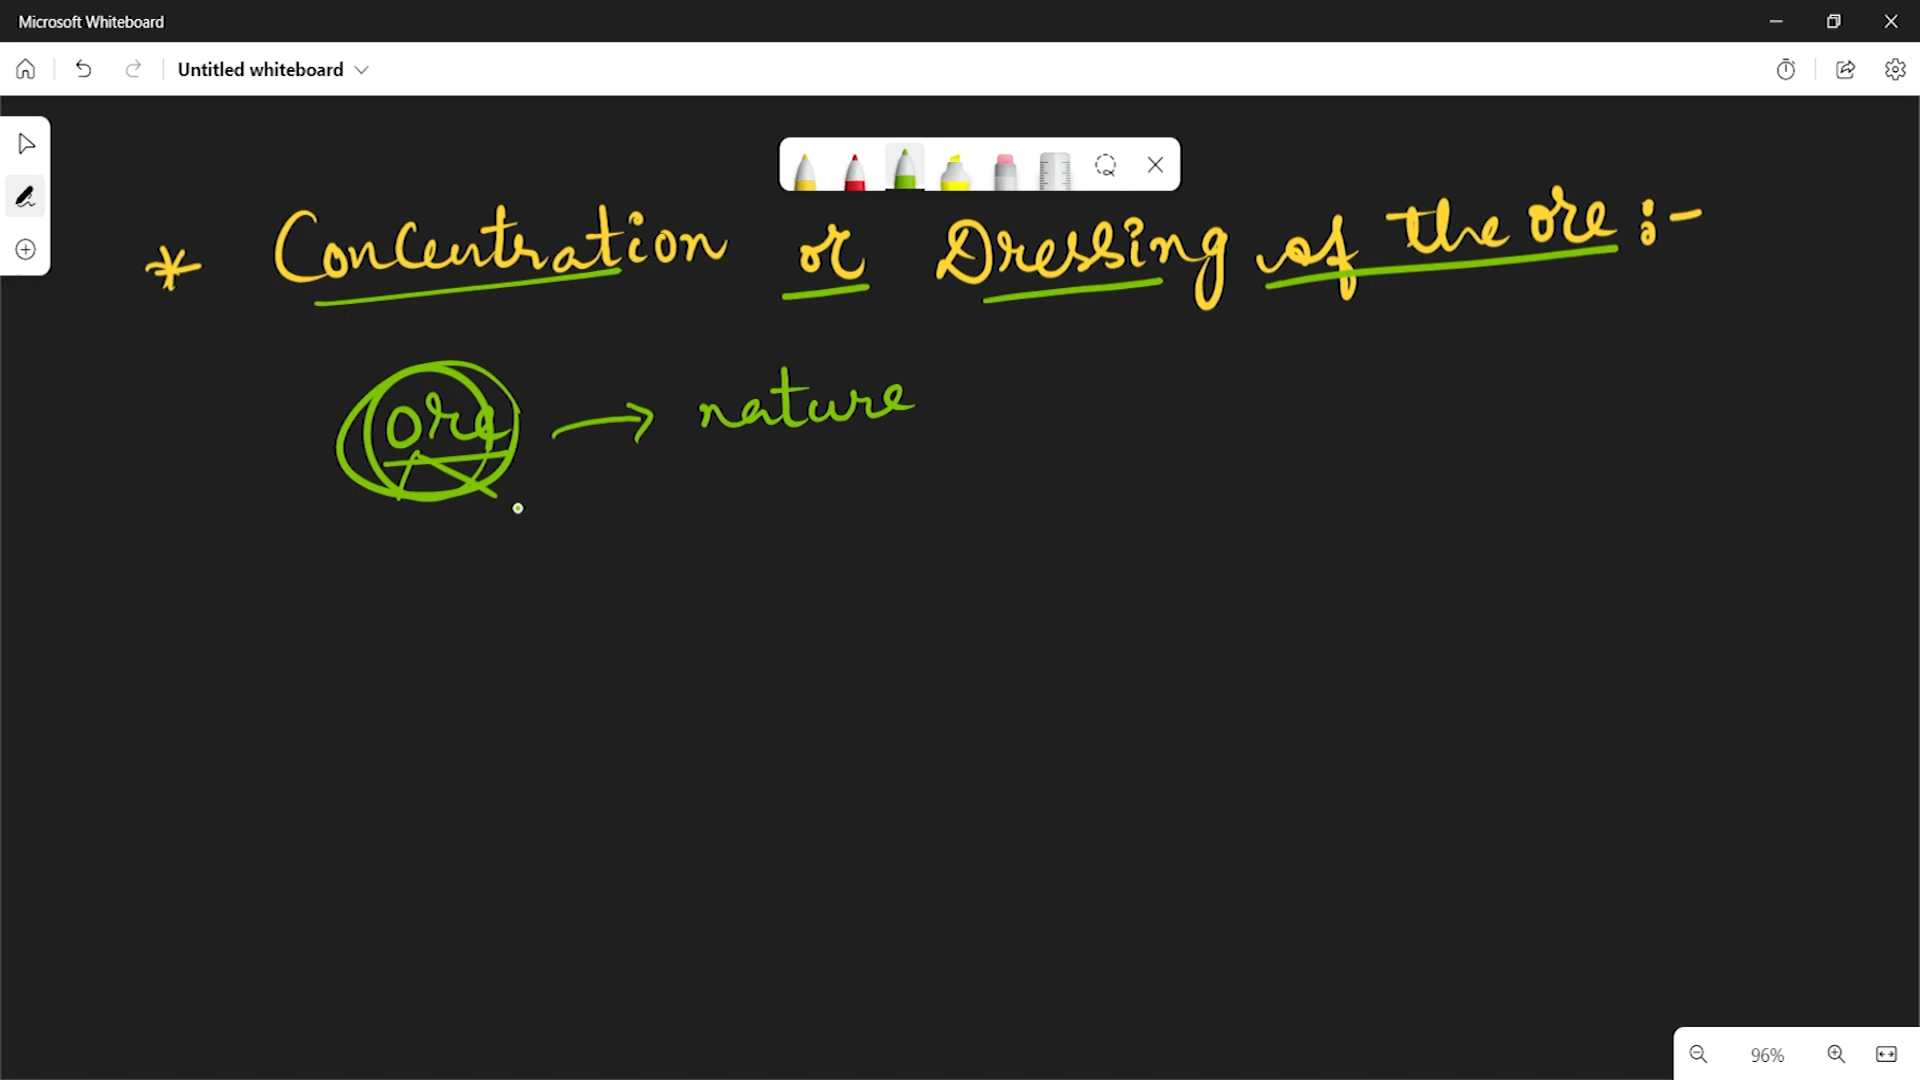 Microsoft Whiteboard
Untitled whiteboard
* Concentration or Dressing of the ore :-
ore → nature
96%